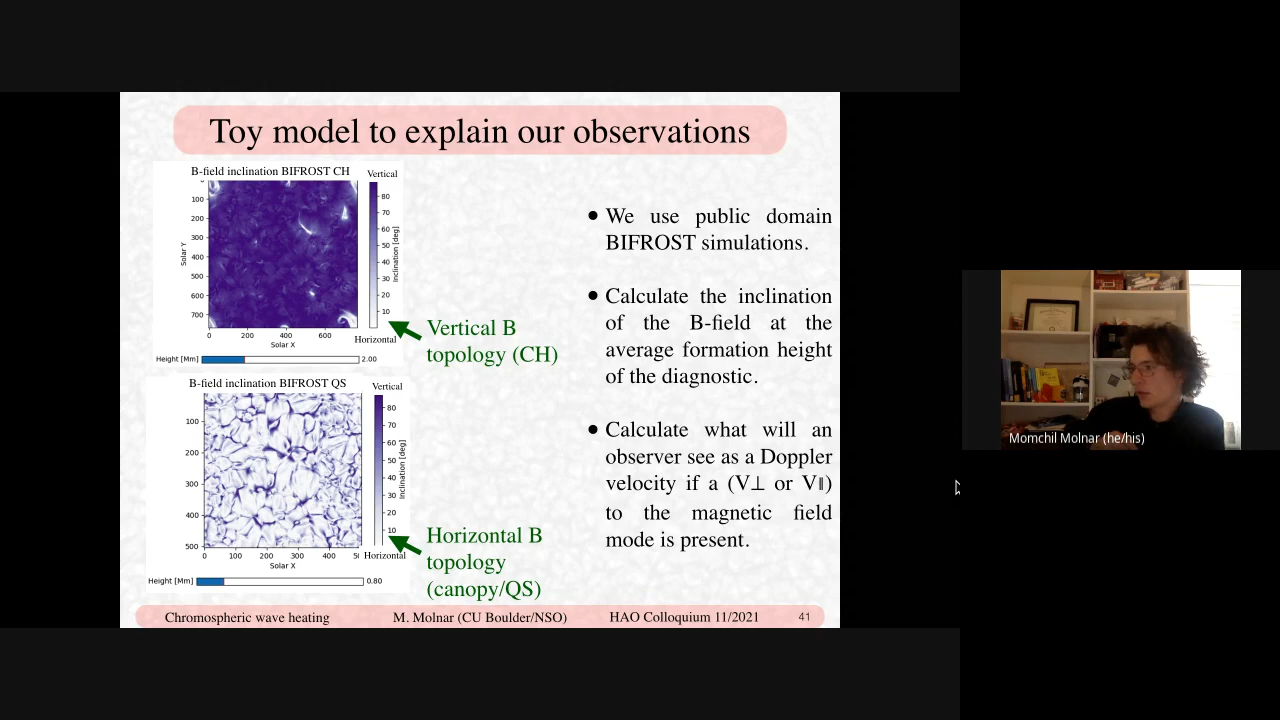 Toy model to explain our observations
B-field inclination BIFROST CH
Vertical
80
70
60
50
40
30
20
10
Inclination [deg]
Horizontal
100
200
300
400
500
600
700
Solar Y
0 200 400 600
Solar X
Height [Mm] 2.00
Vertical B
topology (CH)
B-field inclination BIFROST QS
Vertical
80
70
60
50
40
30
20
10
Inclination [deg]
Horizontal
100
200
300
400
500
0 100 200 300 400 5
Solar X
Height [Mm] 0.80
Horizontal B
topology
(canopy/QS)
• We use public domain
BIFROST simulations.
• Calculate the inclination
of the B-field at the
average formation height
of the diagnostic.
• Calculate what will an
observer see as a Doppler
velocity if a (V⊥ or V∥)
to the magnetic field
mode is present.
Chromospheric wave heating M. Molnar (CU Boulder/NSO) HAO Colloquium 11/2021 41
Momchil Molnar (he/his)